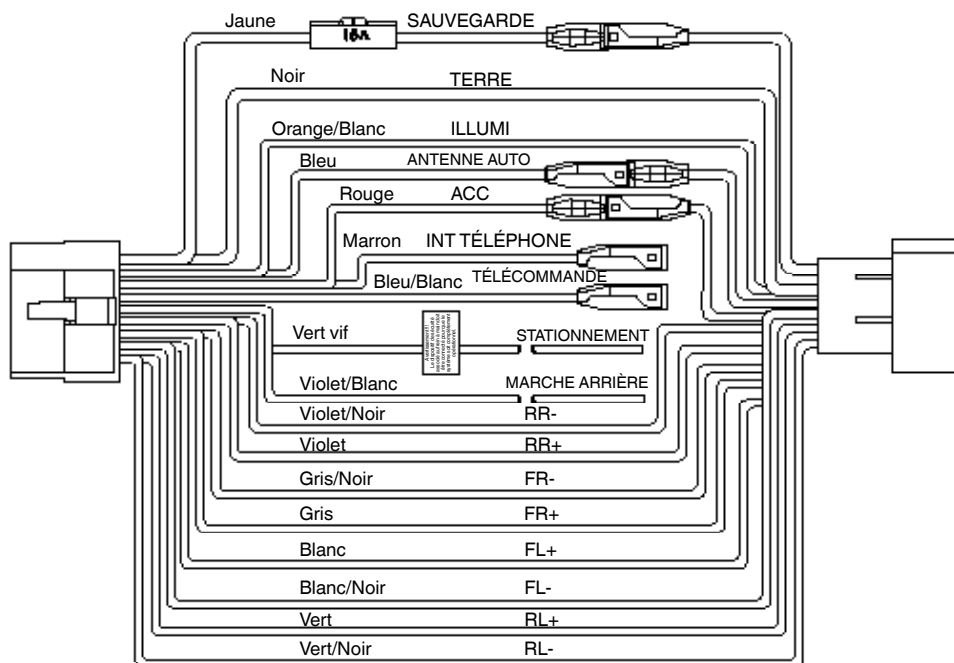 Jaune SAUVEGARDE
15A
Noir TERRE
Orange/Blanc ILLUMI
Bleu ANTENNE AUTO
Rouge ACC
Marron INT TÉLÉPHONE
Bleu/Blanc TÉLÉCOMMANDE
Vert vif STATIONNEMENT
Violet/Blanc MARCHE ARRIÈRE
Violet/Noir RR-
Violet RR+
Gris/Noir FR-
Gris FR+
Blanc FL+
Blanc/Noir FL-
Vert RL+
Vert/Noir RL-